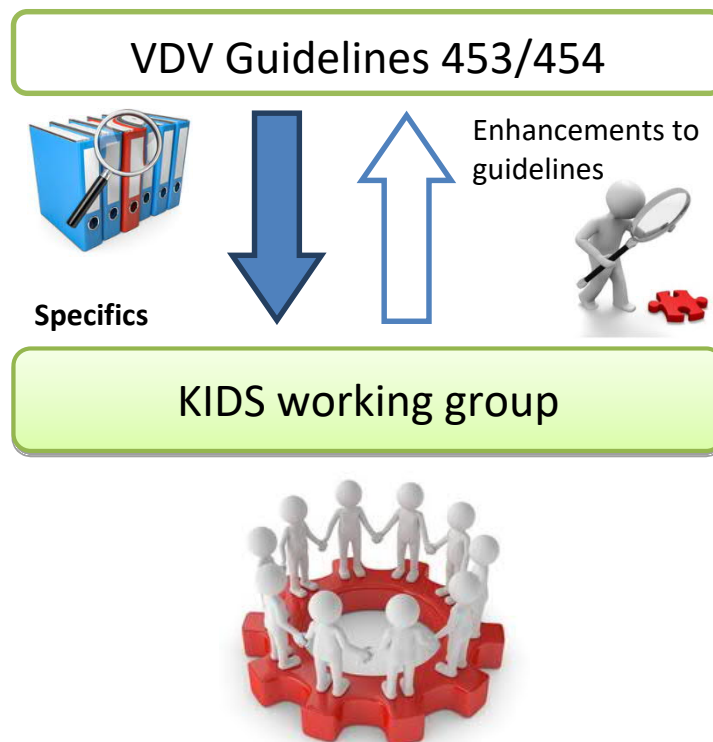 VDV Guidelines 453/454
Enhancements to
guidelines
Specifics
KIDS working group